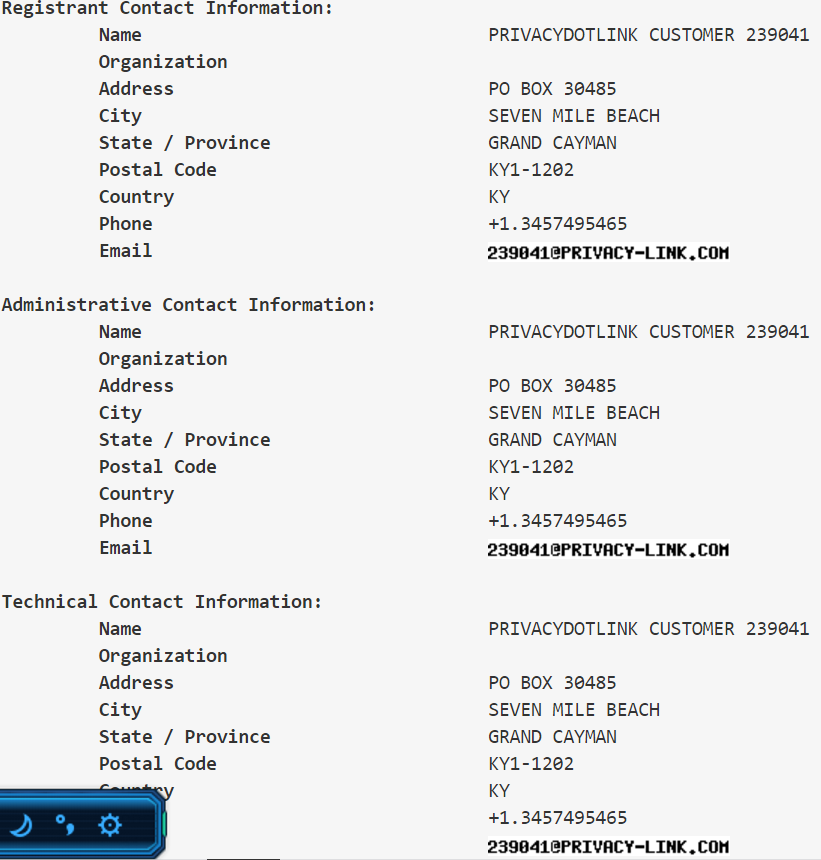 Registrant Contact Information:
Name PRIVACYDOTLINK CUSTOMER 239041
Organization
Address PO BOX 30485
City SEVEN MILE BEACH
State / Province GRAND CAYMAN
Postal Code KY1-1202
Country KY
Phone +1.3457495465
Email 239041@PRIVACY-LINK.COM
Administrative Contact Information:
Name PRIVACYDOTLINK CUSTOMER 239041
Organization
Address PO BOX 30485
City SEVEN MILE BEACH
State / Province GRAND CAYMAN
Postal Code KY1-1202
Country KY
Phone +1.3457495465
Email 239041@PRIVACY-LINK.COM
Technical Contact Information:
Name PRIVACYDOTLINK CUSTOMER 239041
Organization
Address PO BOX 30485
City SEVEN MILE BEACH
State / Province GRAND CAYMAN
Postal Code KY1-1202
Country KY
+1.3457495465
239041@PRIVACY-LINK.COM